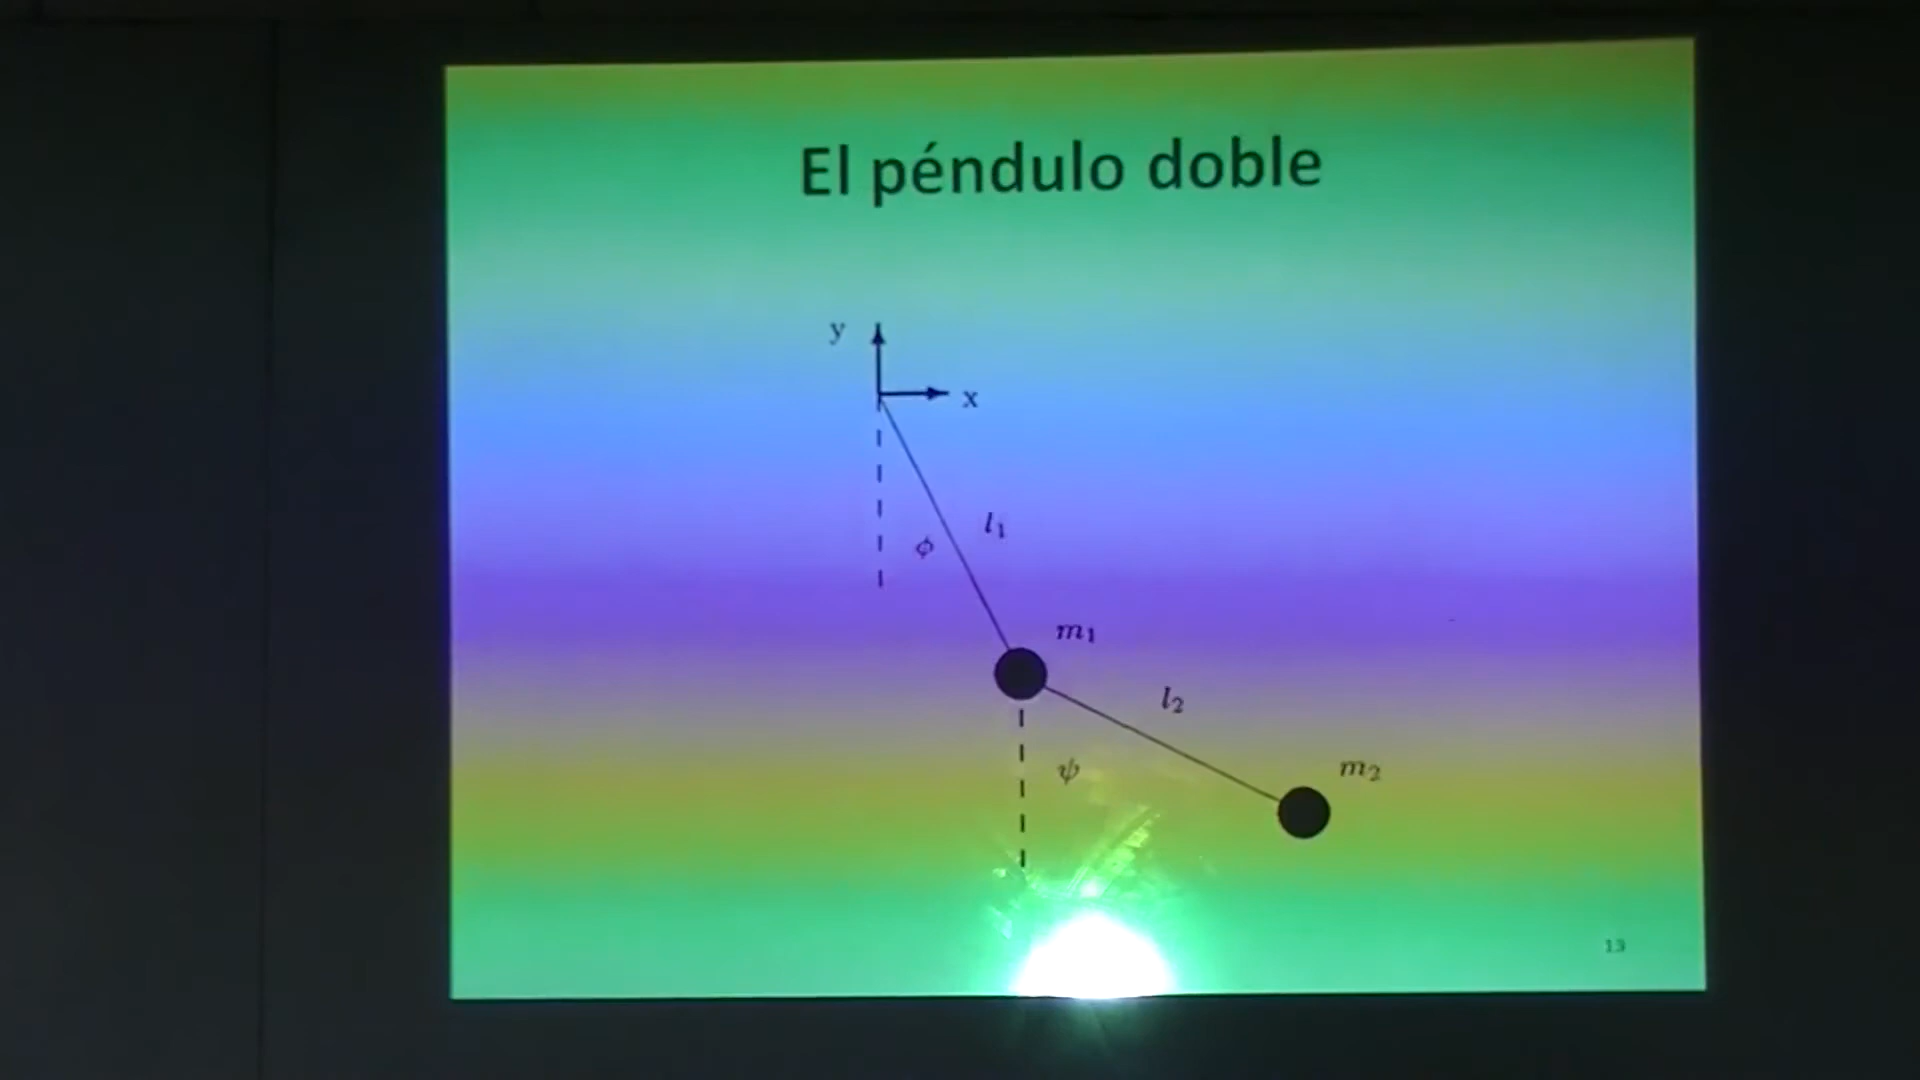 El péndulo doble
y
x
l₁
ϕ
m₁
l₂
ψ
m₂
13